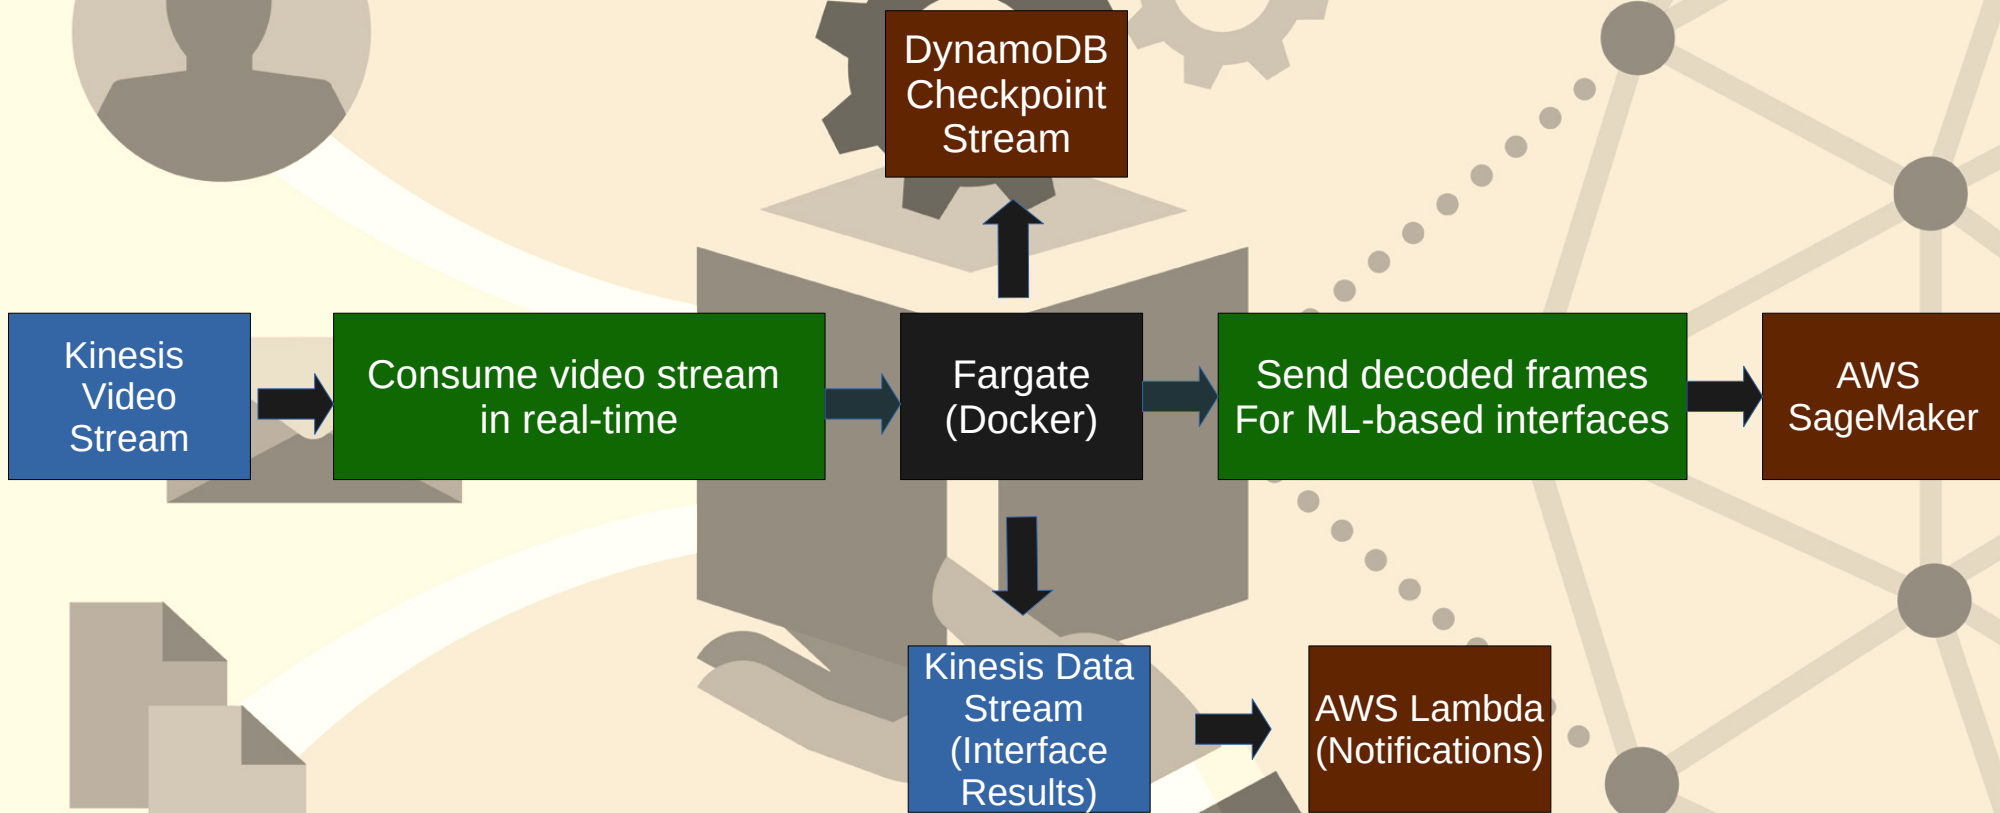 DynamoDB
Checkpoint
Stream
Kinesis
Video
Stream
Consume video stream
in real-time
Fargate
(Docker)
Send decoded frames
For ML-based interfaces
AWS
SageMaker
Kinesis Data
Stream
(Interface
Results)
AWS Lambda
(Notifications)